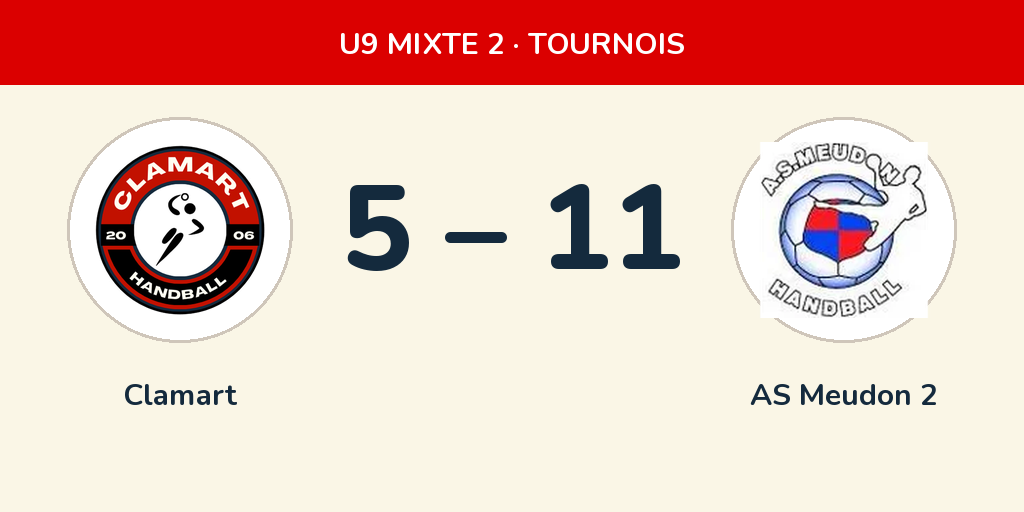 U9 MIXTE 2 · TOURNOIS
CLAMART
20 06
HANDBALL
5 – 11
A.S.MEUDON
HANDBALL
Clamart
AS Meudon 2